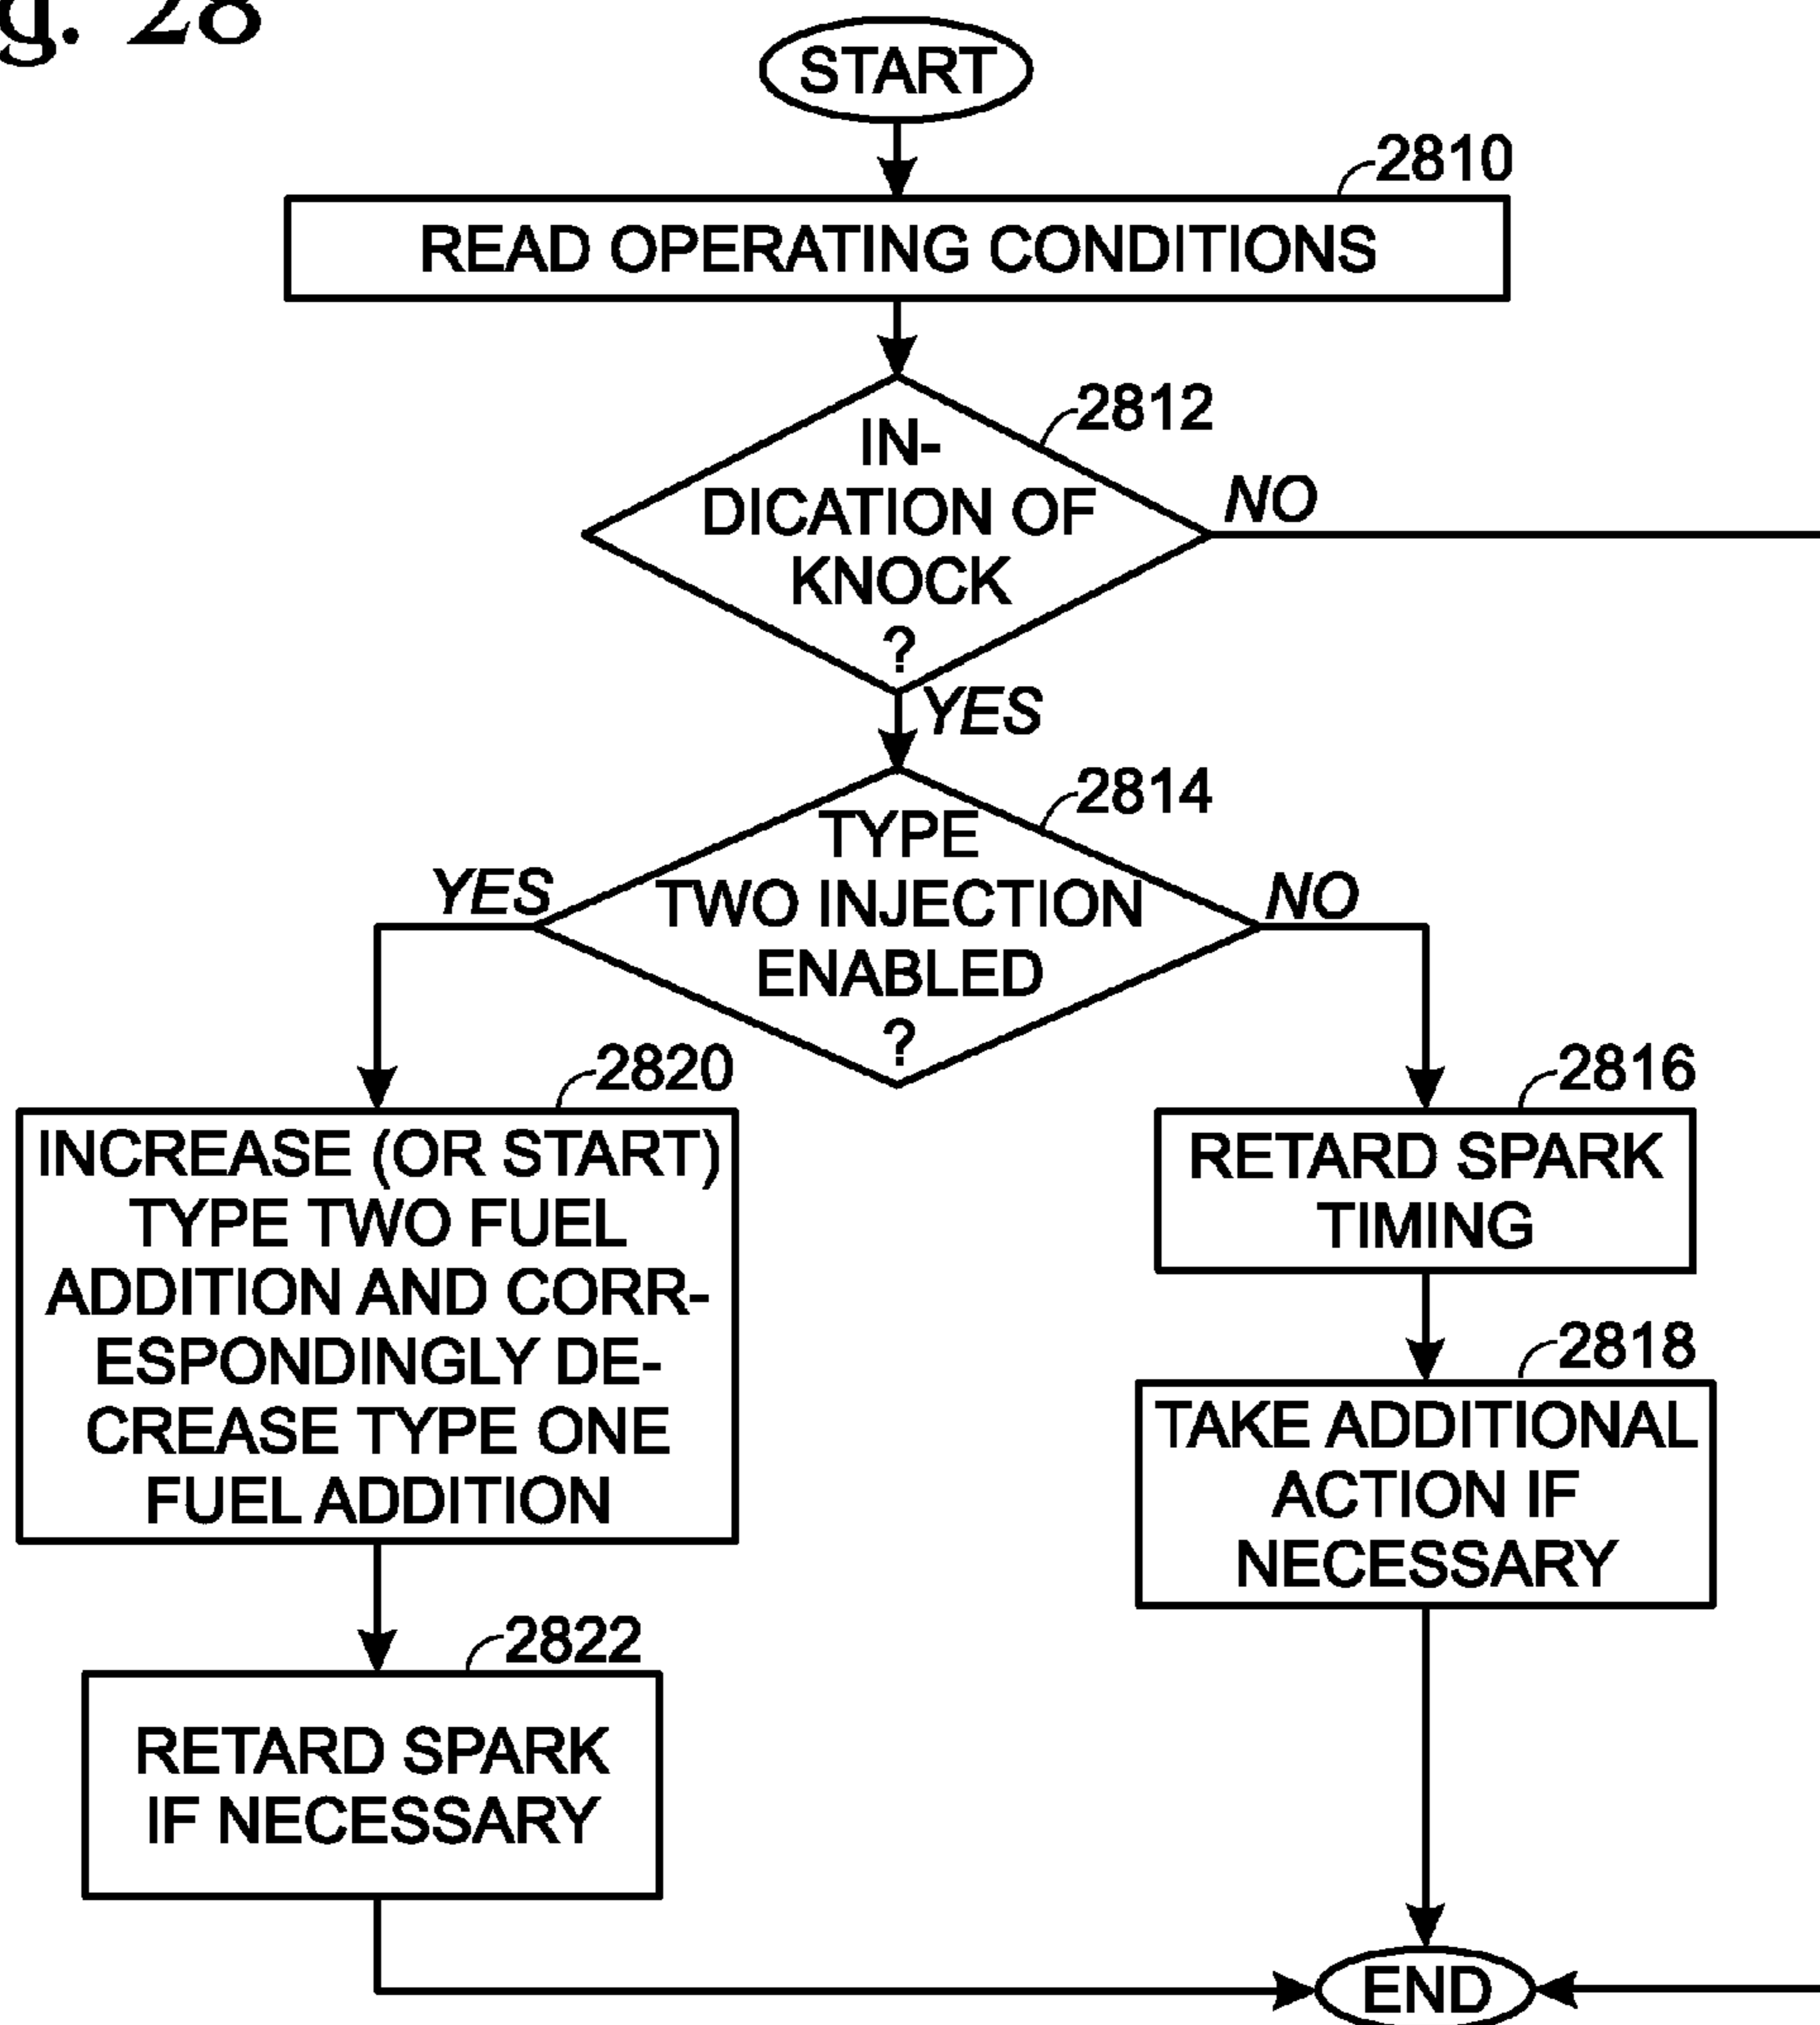 g. 28
START
2810
READ OPERATING CONDITIONS
2812
IN-
DICATION OF
KNOCK
?
NO
YES
2814
TYPE
TWO INJECTION
ENABLED
?
YES
NO
2820
INCREASE (OR START)
TYPE TWO FUEL
ADDITION AND CORR-
ESPONDINGLY DE-
CREASE TYPE ONE
FUEL ADDITION
2816
RETARD SPARK
TIMING
2818
TAKE ADDITIONAL
ACTION IF
NECESSARY
2822
RETARD SPARK
IF NECESSARY
END